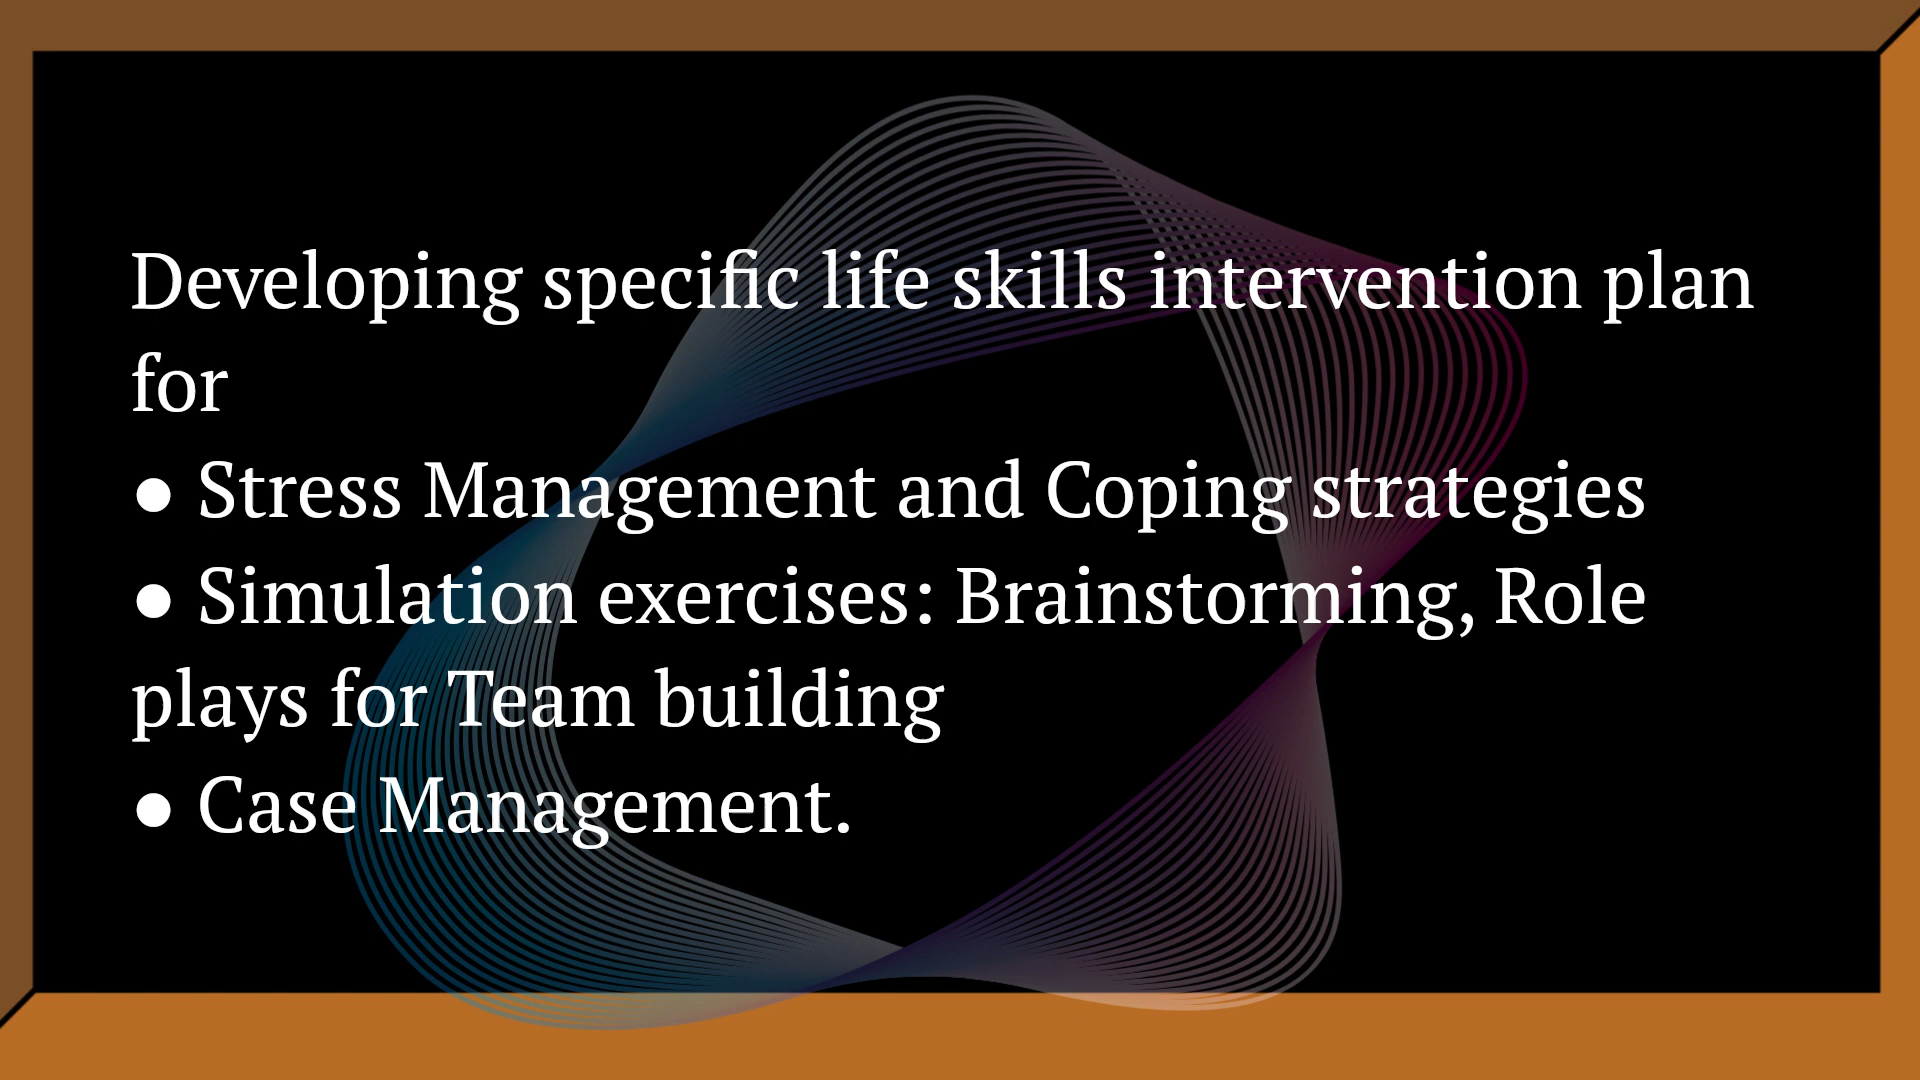 Developing specific life skills intervention plan
for
● Stress Management and Coping strategies
● Simulation exercises: Brainstorming, Role
plays for Team building
● Case Management.